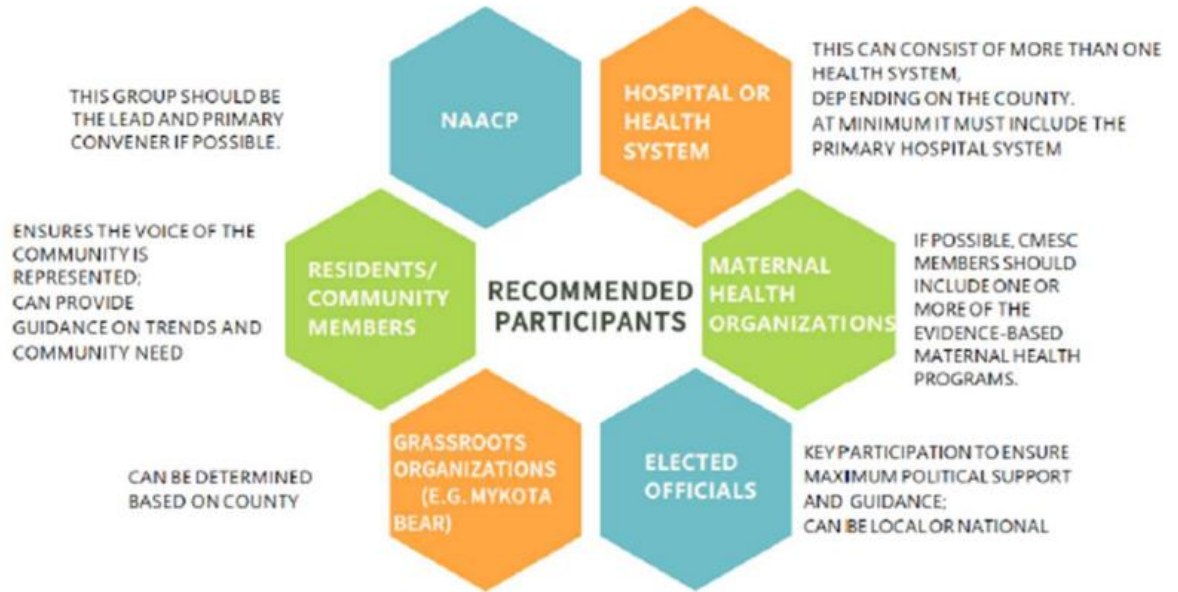 THIS GROUP SHOULD BE
THE LEAD AND PRIMARY
CONVENER IF POSSIBLE.
NAACP
HOSPITAL OR
HEALTH
SYSTEM
THIS CAN CONSIST OF MORE THAN ONE
HEALTH SYSTEM,
DEPENDING ON THE COUNTY.
AT MINIMUM IT MUST INCLUDE THE
PRIMARY HOSPITAL SYSTEM
ENSURES THE VOICE OF THE
COMMUNITY IS
REPRESENTED;
CAN PROVIDE
GUIDANCE ON TRENDS AND
COMMUNITY NEED
RESIDENTS/
COMMUNITY
MEMBERS
RECOMMENDED
PARTICIPANTS
MATERNAL
HEALTH
ORGANIZATIONS
IF POSSIBLE, CMESC
MEMBERS SHOULD
INCLUDE ONE OR
MORE OF THE
EVIDENCE-BASED
MATERNAL HEALTH
PROGRAMS.
CAN BE DETERMINED
BASED ON COUNTY
GRASSROOTS
ORGANIZATIONS
(E.G. MYKOTA
BEAR)
ELECTED
OFFICIALS
KEY PARTICIPATION TO ENSURE
MAXIMUM POLITICAL SUPPORT
AND GUIDANCE;
CAN BE LOCAL OR NATIONAL